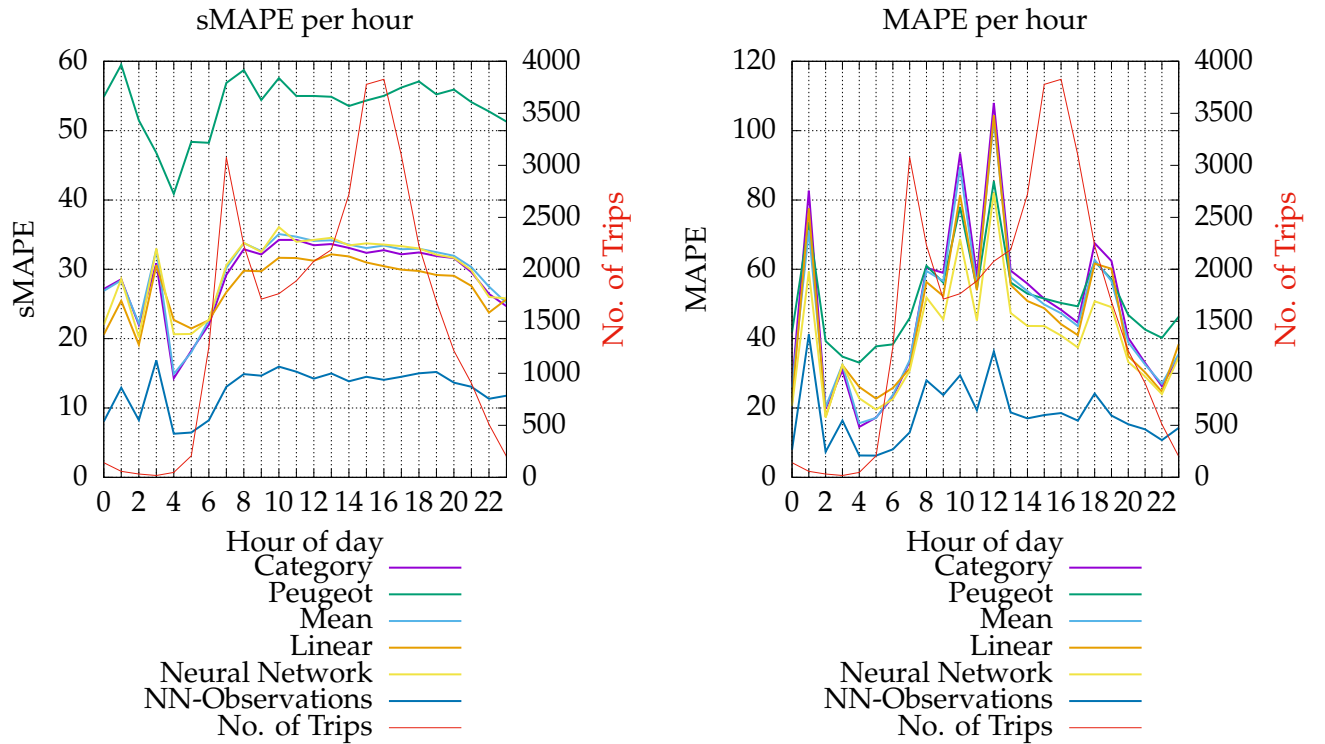 sMAPE per hour
60
50
40
30
20
10
0
4000
3500
3000
2500
2000
1500
1000
500
0
sMAPE
No. of Trips
0 2 4 6 8 10 12 14 16 18 20 22
Hour of day
Category
Peugeot
Mean
Linear
Neural Network
NN-Observations
No. of Trips
MAPE per hour
120
100
80
60
40
20
0
4000
3500
3000
2500
2000
1500
1000
500
0
MAPE
No. of Trips
0 2 4 6 8 10 12 14 16 18 20 22
Hour of day
Category
Peugeot
Mean
Linear
Neural Network
NN-Observations
No. of Trips